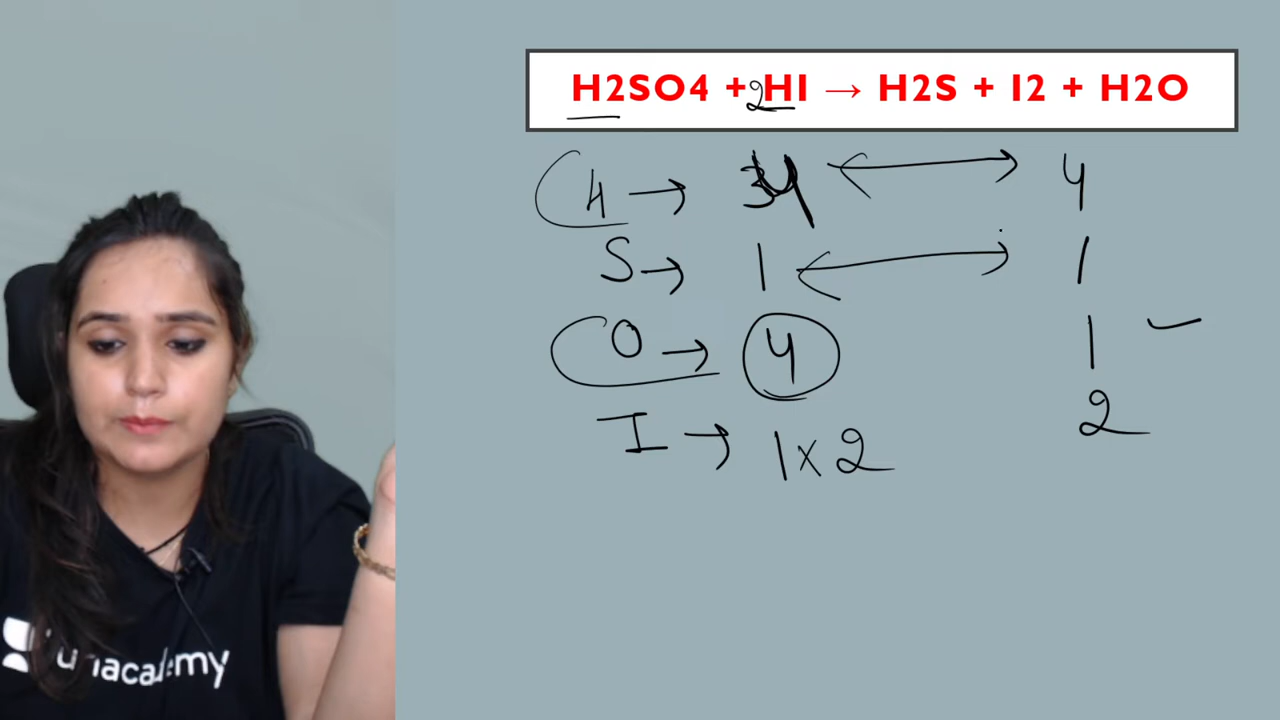 H2SO4 + 2HI → H2S + I2 + H2O
H → 34 4
S → 1 1
O → 4 1
I → 1x2 2
unacademy